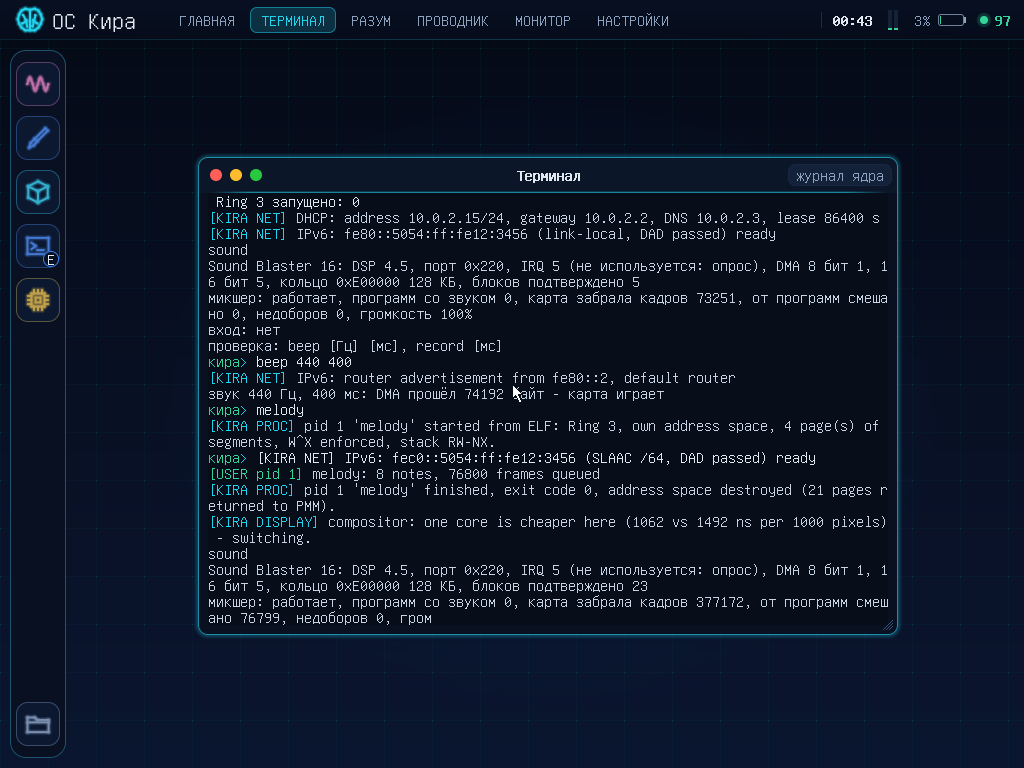 ОС Кира
ГЛАВНАЯ ТЕРМИНАЛ РАЗУМ ПРОВОДНИК МОНИТОР НАСТРОЙКИ
00:43 3% 97
E
Терминал
журнал ядра
Ring 3 запущено: 0
[KIRA NET] DHCP: address 10.0.2.15/24, gateway 10.0.2.2, DNS 10.0.2.3, lease 86400 s
[KIRA NET] IPv6: fe80::5054:ff:fe12:3456 (link-local, DAD passed) ready
sound
Sound Blaster 16: DSP 4.5, порт 0x220, IRQ 5 (не используется: опрос), DMA 8 бит 1, 1
6 бит 5, кольцо 0xE00000 128 КБ, блоков подтверждено 5
микшер: работает, программ со звуком 0, карта забрала кадров 73251, от программ смеша
но 0, недоборов 0, громкость 100%
вход: нет
проверка: beep [Гц] [мс], record [мс]
кира> beep 440 400
[KIRA NET] IPv6: router advertisement from fe80::2, default router
звук 440 Гц, 400 мс: DMA прошёл 74192 байт - карта играет
кира> melody
[KIRA PROC] pid 1 'melody' started from ELF: Ring 3, own address space, 4 page(s) of
segments, W^X enforced, stack RW-NX.
кира> [KIRA NET] IPv6: fec0::5054:ff:fe12:3456 (SLAAC /64, DAD passed) ready
[USER pid 1] melody: 8 notes, 76800 frames queued
[KIRA PROC] pid 1 'melody' finished, exit code 0, address space destroyed (21 pages r
eturned to PMM).
[KIRA DISPLAY] compositor: one core is cheaper here (1062 vs 1492 ns per 1000 pixels)
- switching.
sound
Sound Blaster 16: DSP 4.5, порт 0x220, IRQ 5 (не используется: опрос), DMA 8 бит 1, 1
6 бит 5, кольцо 0xE00000 128 КБ, блоков подтверждено 23
микшер: работает, программ со звуком 0, карта забрала кадров 377172, от программ смеш
ано 76799, недоборов 0, гром